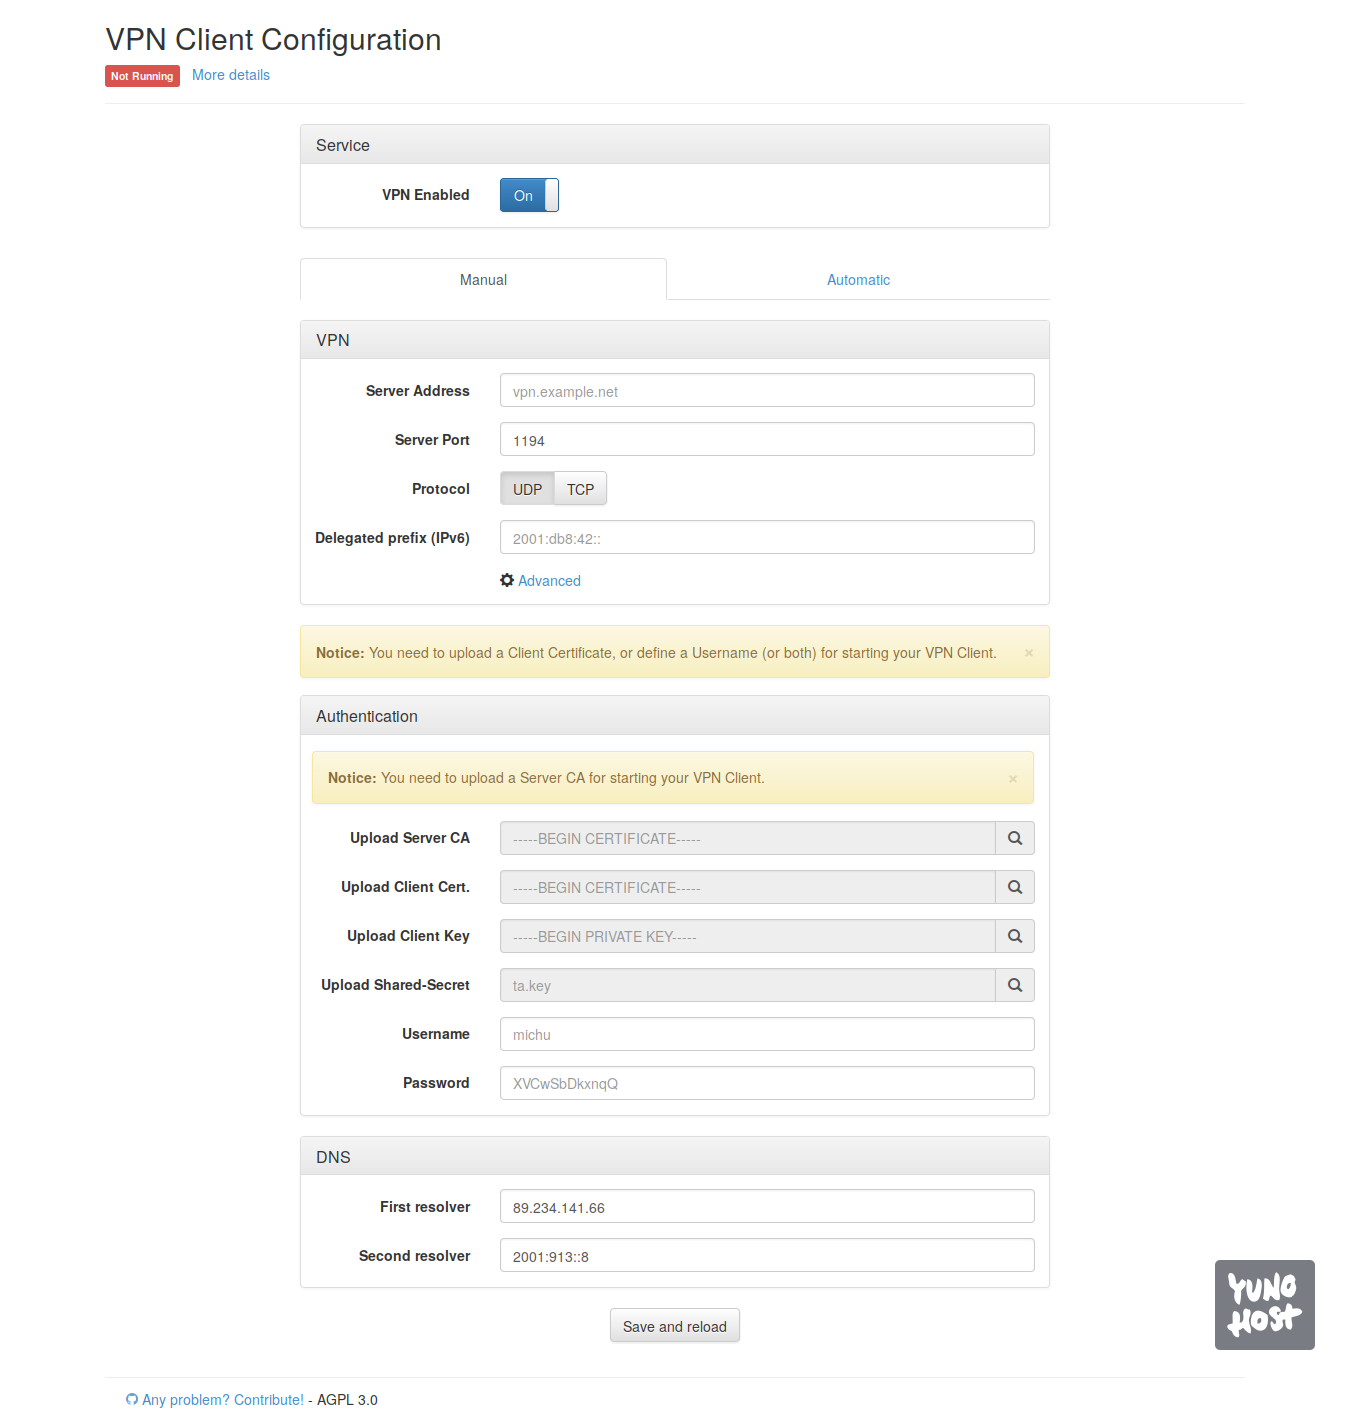 VPN Client Configuration
Not Running More details
Service
VPN Enabled On
Manual Automatic
VPN
Server Address vpn.example.net
Server Port 1194
Protocol UDP TCP
Delegated prefix (IPv6) 2001:db8:42::
Advanced
Notice: You need to upload a Client Certificate, or define a Username (or both) for starting your VPN Client. ×
Authentication
Notice: You need to upload a Server CA for starting your VPN Client. ×
Upload Server CA -----BEGIN CERTIFICATE-----
Upload Client Cert. -----BEGIN CERTIFICATE-----
Upload Client Key -----BEGIN PRIVATE KEY-----
Upload Shared-Secret ta.key
Username michu
Password XVCwSbDkxnqQ
DNS
First resolver 89.234.141.66
Second resolver 2001:913::8
YUNO
HOST
Save and reload
Any problem? Contribute! - AGPL 3.0